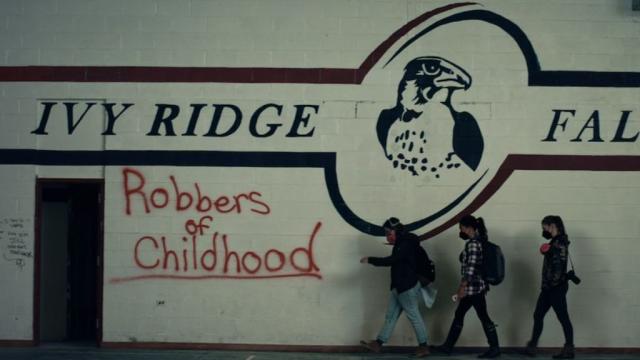 IVY RIDGE FAL
Robbers
of
Childhood